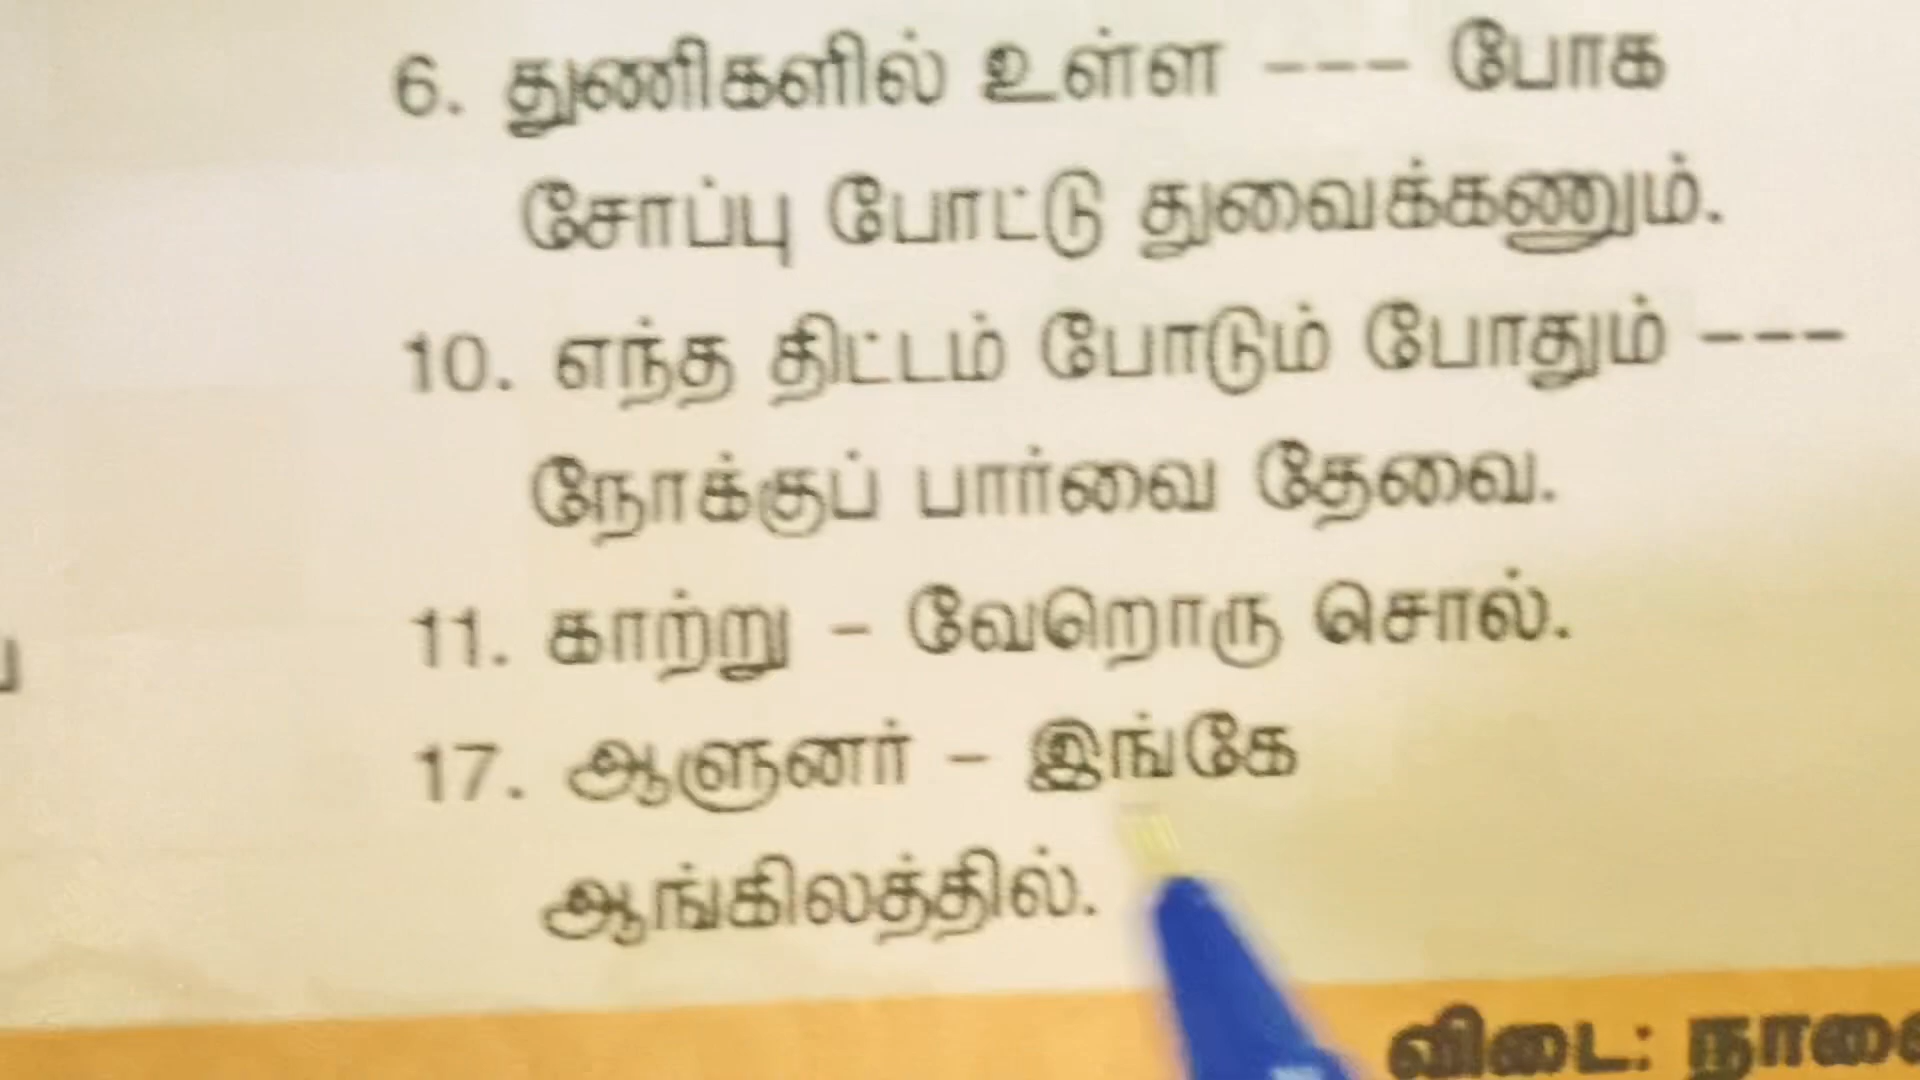 6. துணிகளில் உள்ள --- போக
சோப்பு போட்டு துவைக்கணும்.
10. எந்த திட்டம் போடும் போதும் ---
நோக்குப் பார்வை தேவை.
11. காற்று - வேறொரு சொல்.
17. ஆளுனர் - இங்கே
ஆங்கிலத்தில்.
விடை: